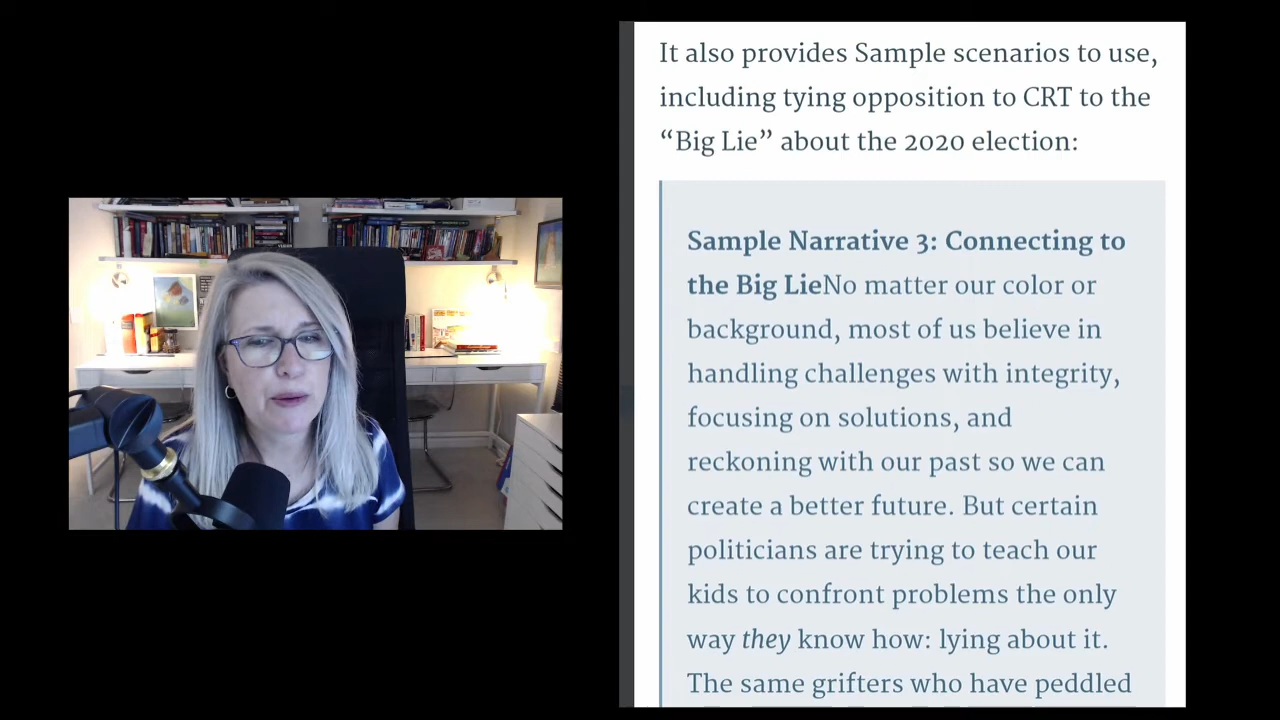 It also provides Sample scenarios to use,
including tying opposition to CRT to the
“Big Lie” about the 2020 election:
Sample Narrative 3: Connecting to
the Big LieNo matter our color or
background, most of us believe in
handling challenges with integrity,
focusing on solutions, and
reckoning with our past so we can
create a better future. But certain
politicians are trying to teach our
kids to confront problems the only
way they know how: lying about it.
The same grifters who have peddled